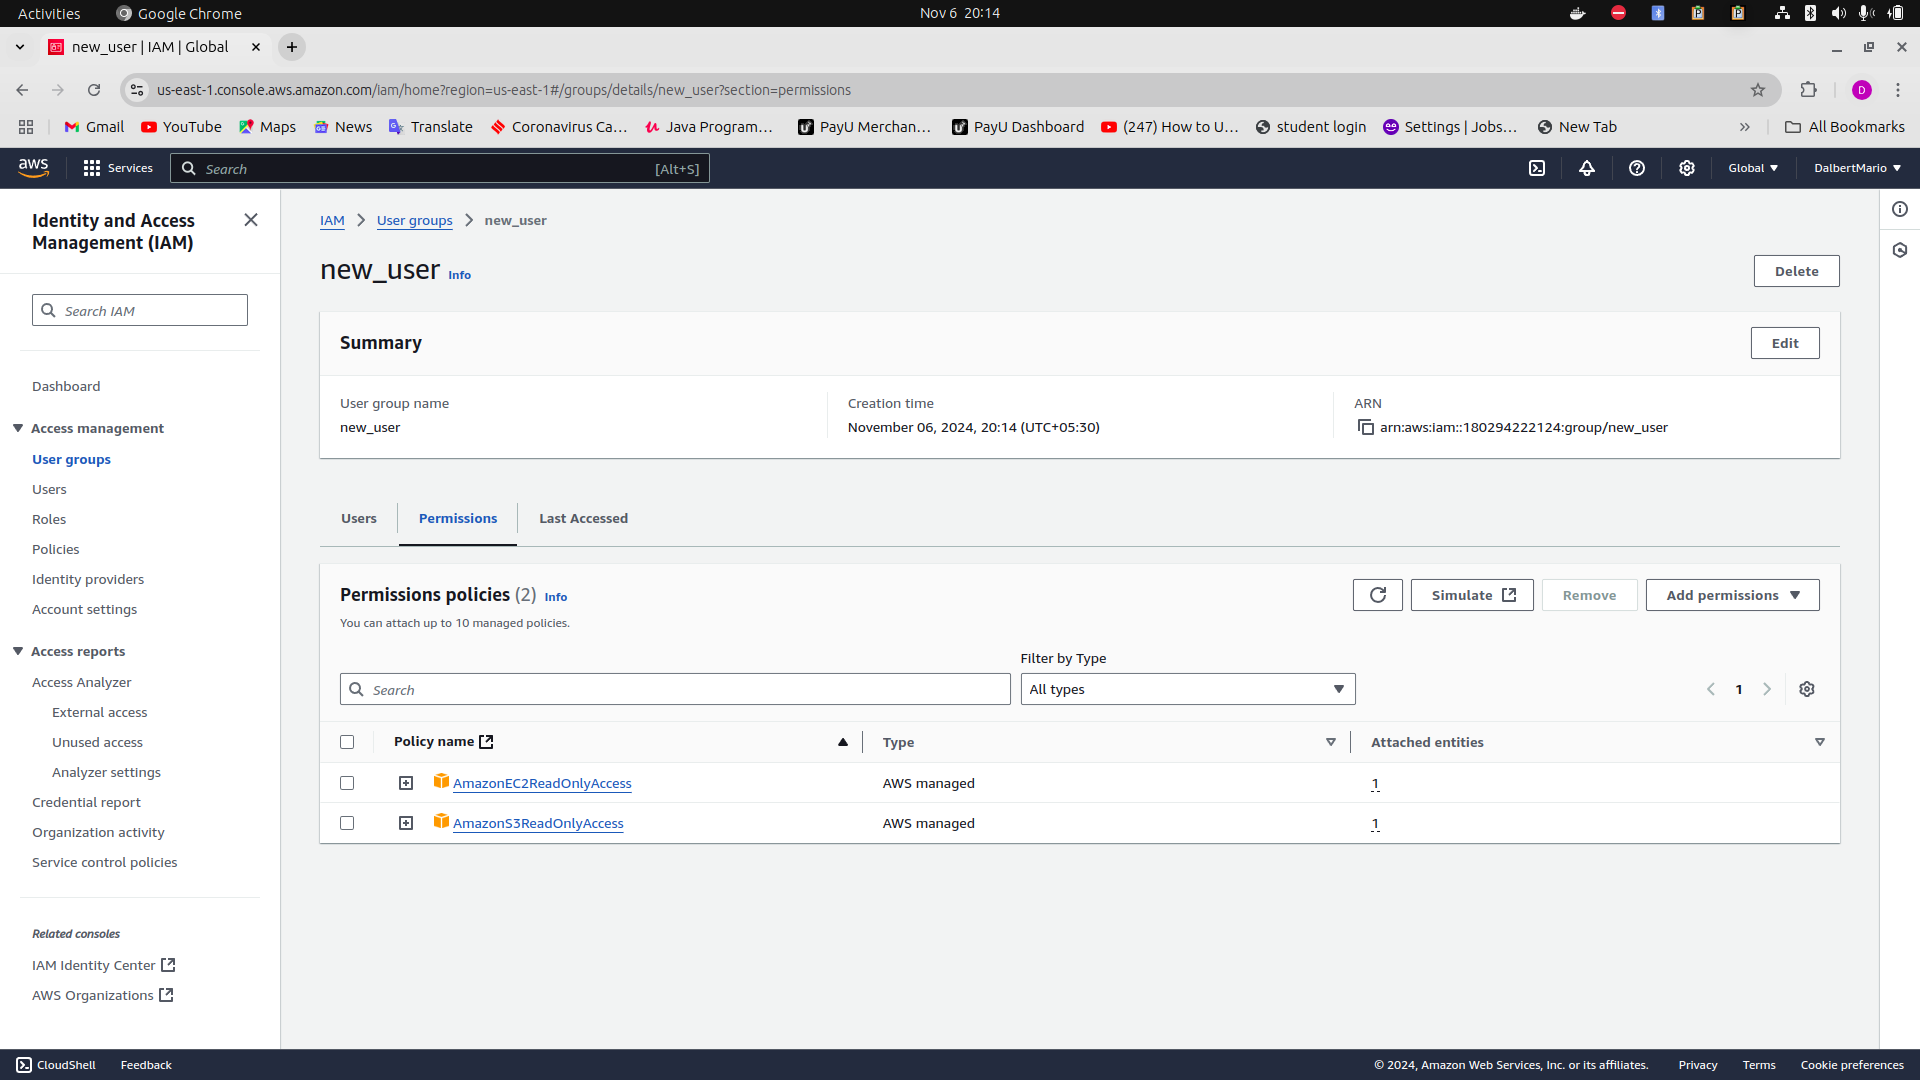 Activities Google Chrome Nov 6 20:14
new_user | IAM | Global
us-east-1.console.aws.amazon.com/iam/home?region=us-east-1#/groups/details/new_user?section=permissions D
Gmail YouTube Maps News Translate Coronavirus Ca... Java Program... PayU Merchan... PayU Dashboard (247) How to U... student login Settings | Jobs... New Tab » All Bookmarks
aws Services Search [Alt+S] Global DalbertMario
Identity and Access
Management (IAM)
Search IAM
Dashboard
Access management
User groups
Users
Roles
Policies
Identity providers
Account settings
Access reports
Access Analyzer
External access
Unused access
Analyzer settings
Credential report
Organization activity
Service control policies
Related consoles
IAM Identity Center
AWS Organizations
IAM User groups new_user
new_user Info Delete
Summary Edit
User group name
new_user
Creation time
November 06, 2024, 20:14 (UTC+05:30)
ARN
arn:aws:iam::180294222124:group/new_user
Users Permissions Last Accessed
Permissions policies (2) Info Simulate Remove Add permissions
You can attach up to 10 managed policies.
Filter by Type
Search All types 1
Policy name Type Attached entities
AmazonEC2ReadOnlyAccess AWS managed 1
AmazonS3ReadOnlyAccess AWS managed 1
CloudShell Feedback © 2024, Amazon Web Services, Inc. or its affiliates. Privacy Terms Cookie preferences